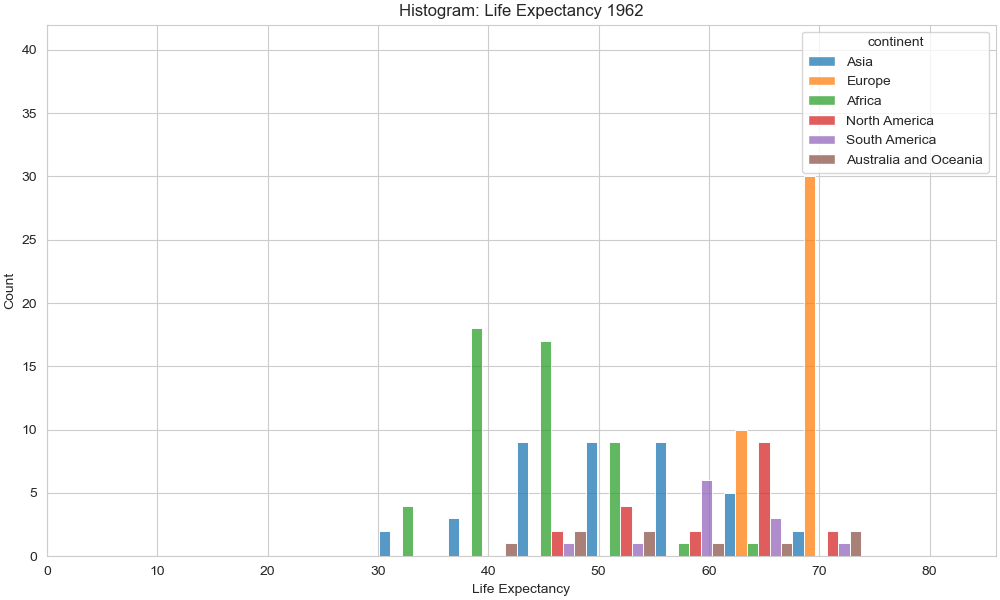 Histogram: Life Expectancy 1962
continent
Asia
Europe
Africa
North America
South America
Australia and Oceania
40
35
30
25
20
15
10
5
0
Count
0 10 20 30 40 50 60 70 80
Life Expectancy